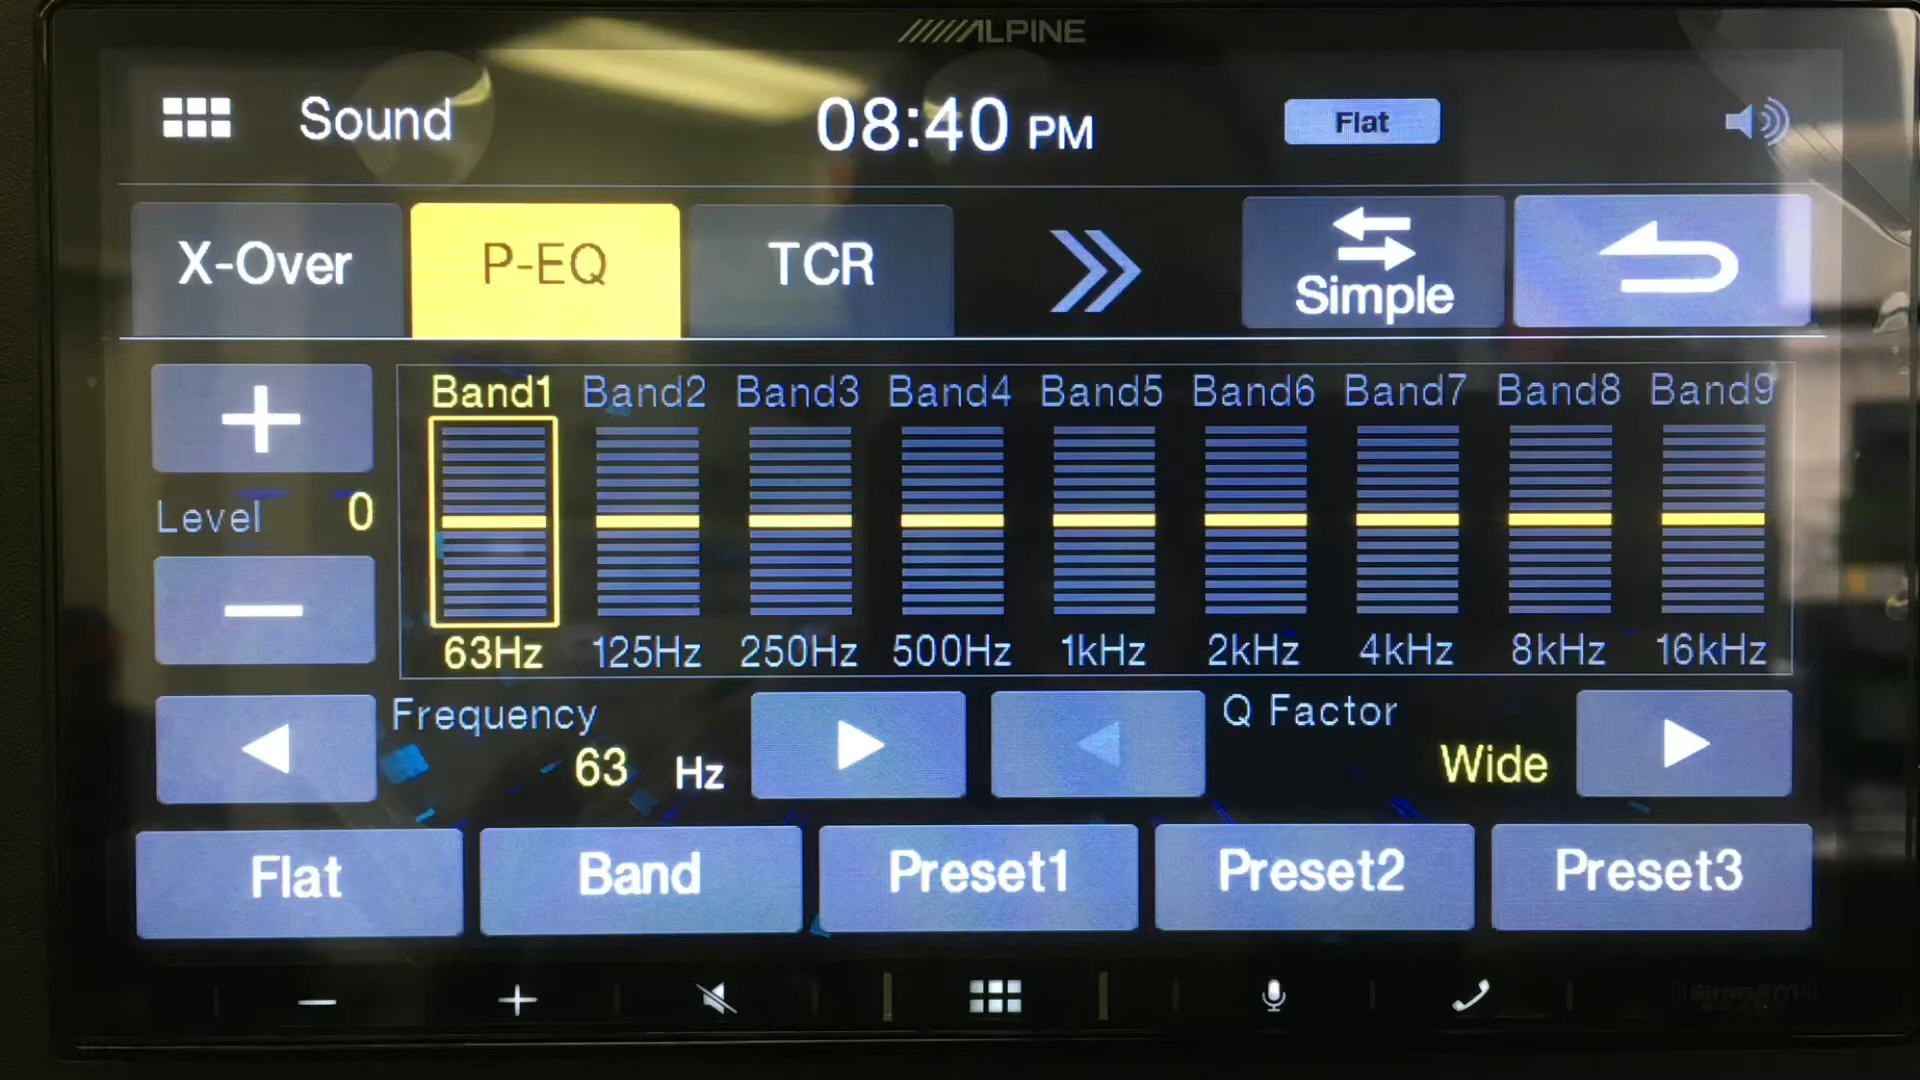 ALPINE
Sound 08:40 PM Flat
X-Over P-EQ TCR Simple
Band1 Band2 Band3 Band4 Band5 Band6 Band7 Band8 Band9
Level 0
63Hz 125Hz 250Hz 500Hz 1kHz 2kHz 4kHz 8kHz 16kHz
Frequency 63 Hz Q Factor Wide
Flat Band Preset1 Preset2 Preset3